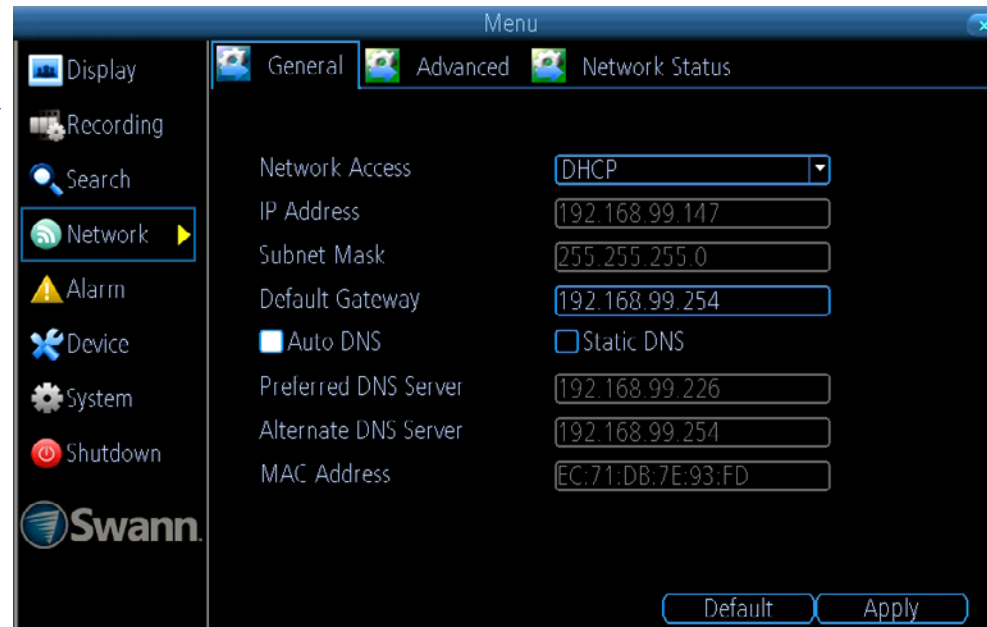 Menu
Display
Recording
Search
Network
Alarm
Device
System
Shutdown
Swann.
General Advanced Network Status
Network Access DHCP
IP Address 192.168.99.147
Subnet Mask 255.255.255.0
Default Gateway 192.168.99.254
Auto DNS Static DNS
Preferred DNS Server 192.168.99.226
Alternate DNS Server 192.168.99.254
MAC Address EC:71:DB:7E:93:FD
Default Apply